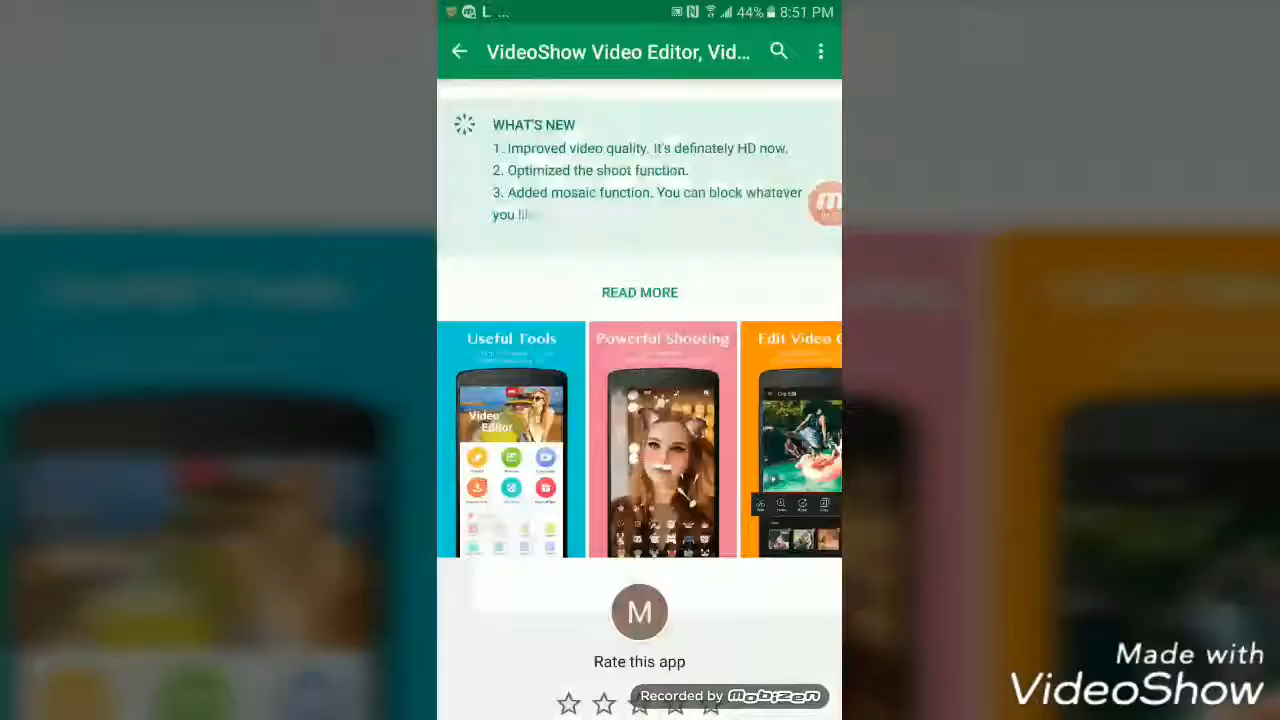 L ...
44% 8:51 PM
VideoShow Video Editor, Vid...
WHAT'S NEW
1. Improved video quality. It's definately HD now.
2. Optimized the shoot function.
3. Added mosaic function. You can block whatever
you li
READ MORE
Useful Tools
Powerful Shooting
Edit Video
Video
Editor
M
Rate this app
Recorded by mobizen
Made with
VideoShow